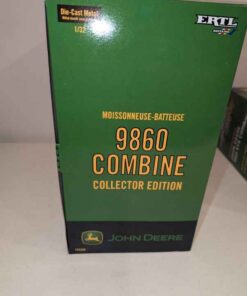 Die-Cast Metal
1/32
ERTL
MOISSONNEUSE-BATTEUSE
9860
COMBINE
COLLECTOR EDITION
JOHN DEERE